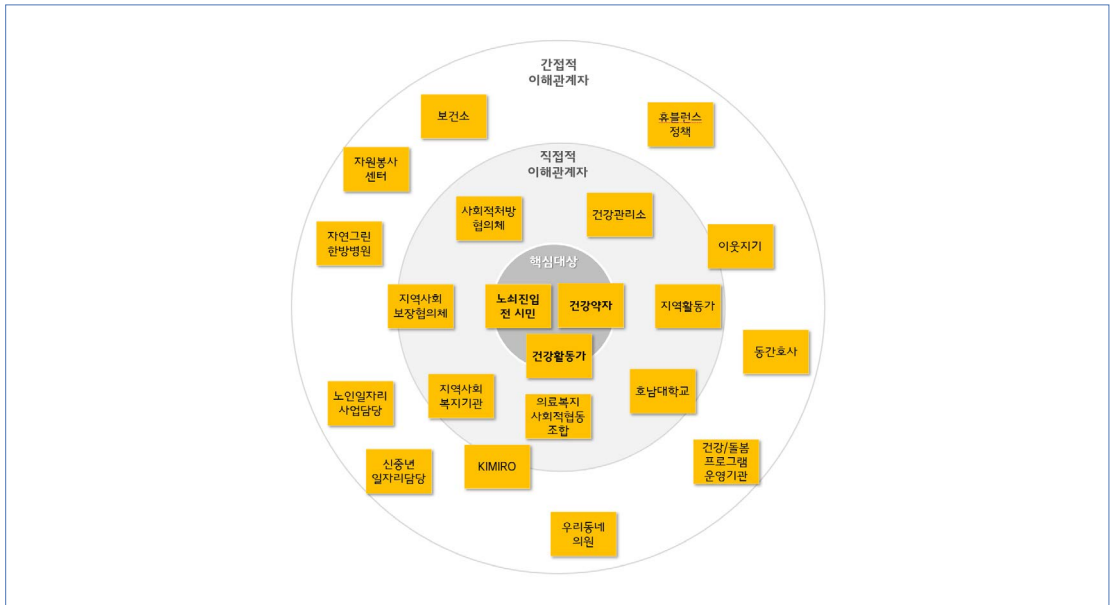 간접적
이해관계자
보건소
휴블런스
정책
자원봉사
센터
직접적
이해관계자
사회적처방
협의체
건강관리소
자연그린
한방병원
이웃지기
핵심대상
지역사회
보장협의체
노쇠진입
전 시민
건강약자
지역활동가
건강활동가
동간호사
노인일자리
사업담당
지역사회
복지기관
의료복지
사회적협동
조합
호남대학교
신중년
일자리담당
KIMIRO
건강/돌봄
프로그램
운영기관
우리동네
의원